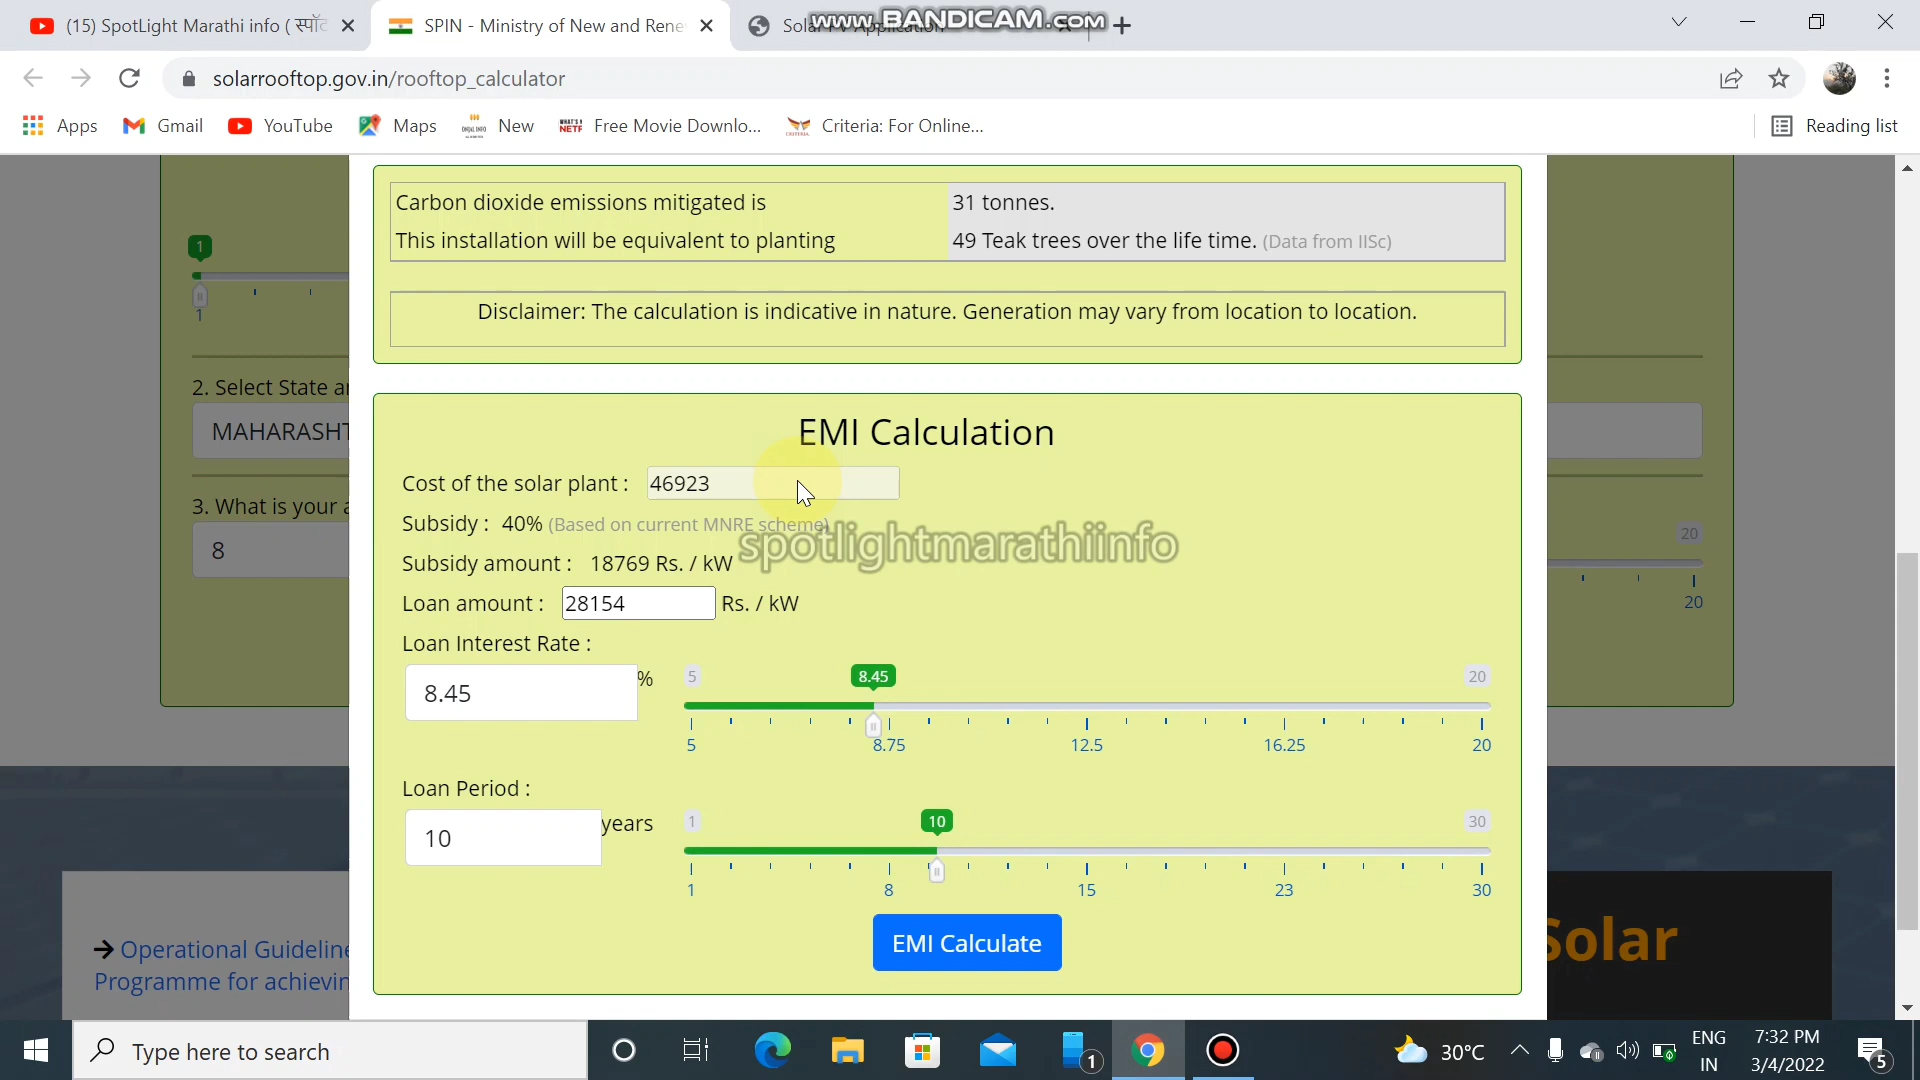 www.BANDICAM.com
(15) SpotLight Marathi info ( स्पॉट
SPIN - Ministry of New and Rene
Solar PV Application
solarrooftop.gov.in/rooftop_calculator
Apps
Gmail
YouTube
Maps
New
Free Movie Downlo...
Criteria: For Online...
Reading list
Carbon dioxide emissions mitigated is 31 tonnes.
This installation will be equivalent to planting 49 Teak trees over the life time. (Data from IISc)
1
1
Disclaimer: The calculation is indicative in nature. Generation may vary from location to location.
2. Select State a
MAHARASHT
3. What is your a
8
20
20
EMI Calculation
Cost of the solar plant : 46923
Subsidy : 40% (Based on current MNRE scheme)
spotlightmarathiinfo
Subsidy amount : 18769 Rs. / kW
Loan amount : 28154 Rs. / kW
Loan Interest Rate :
8.45 %
5 8.45 20
5 8.75 12.5 16.25 20
Loan Period :
10 years
1 10 30
1 8 15 23 30
EMI Calculate
Operational Guideline
Programme for achievin
Solar
Type here to search
1
30°C
ENG
IN
7:32 PM
3/4/2022
5